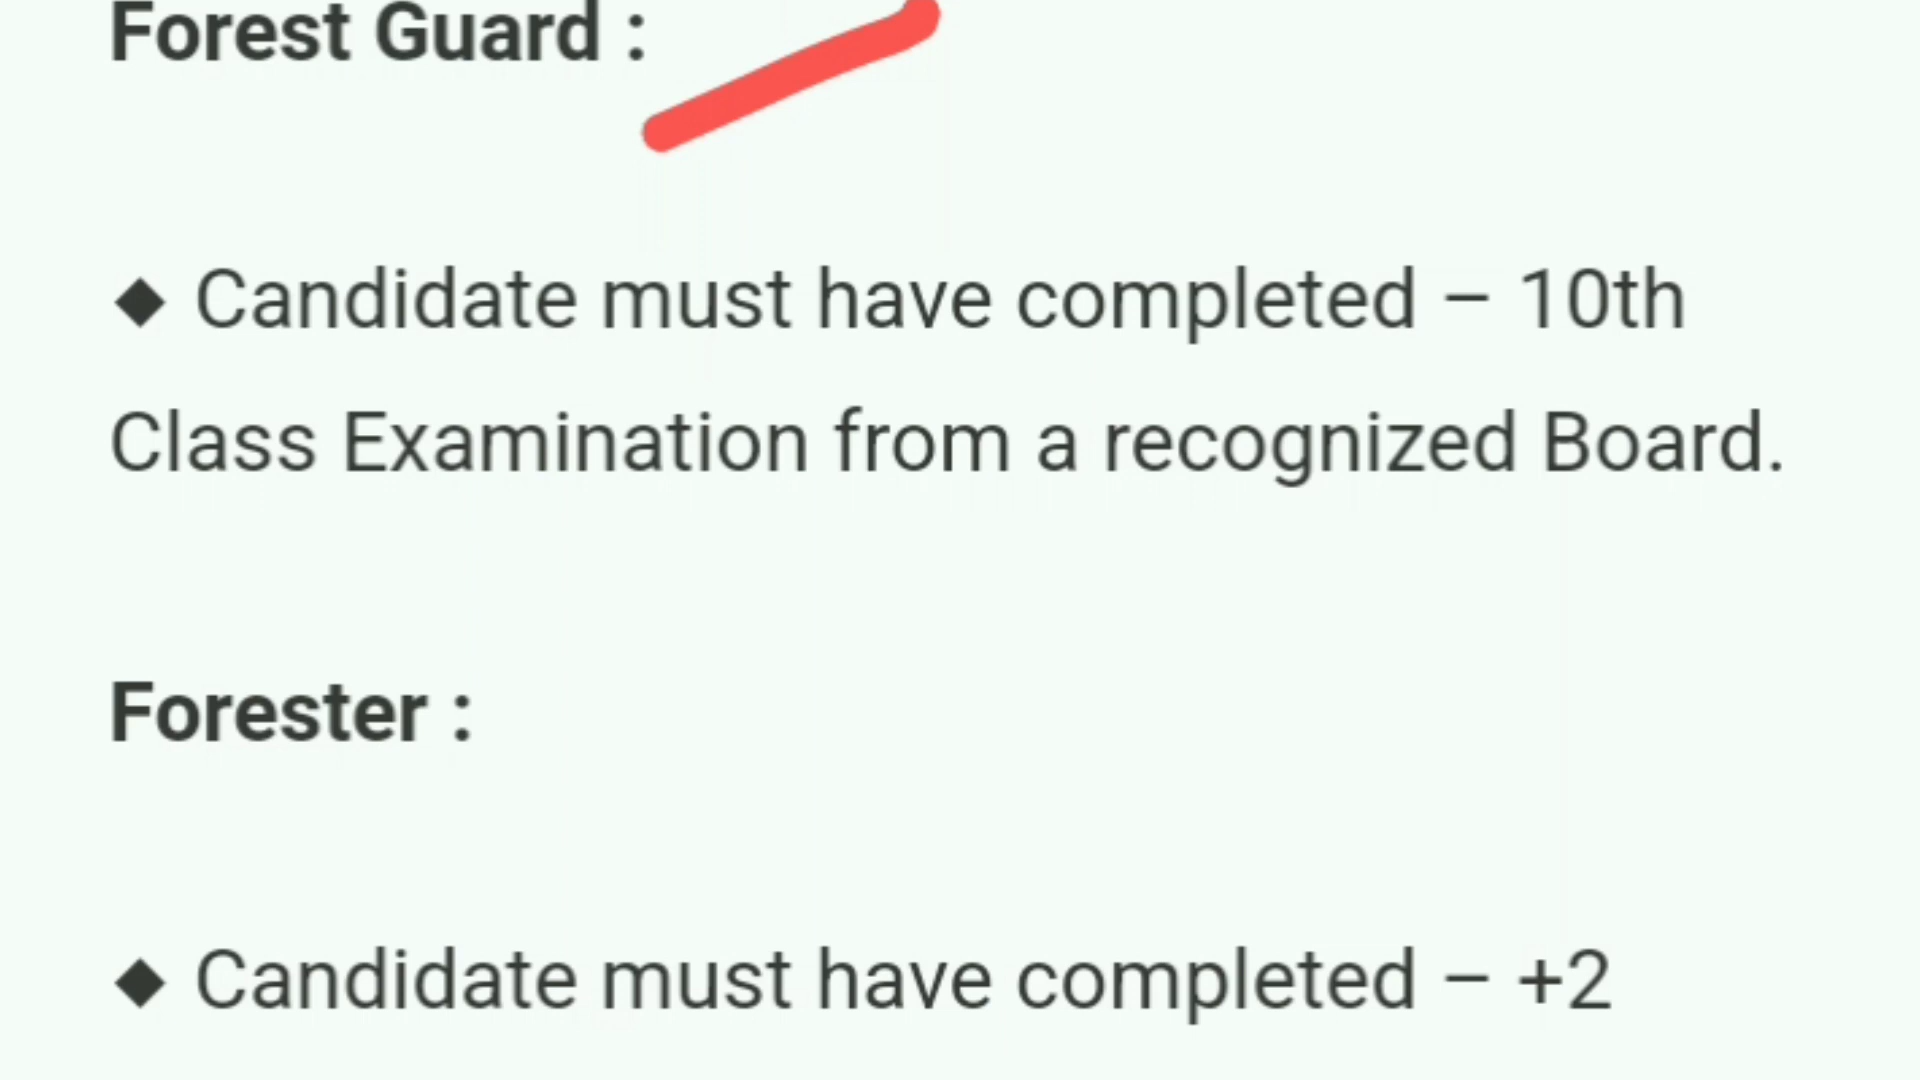 Forest Guard :
◆ Candidate must have completed – 10th
Class Examination from a recognized Board.
Forester :
◆ Candidate must have completed – +2